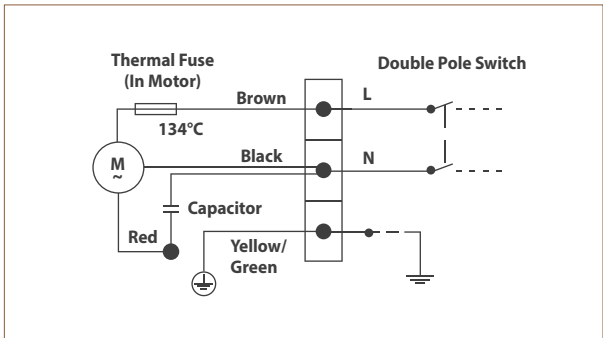 Thermal Fuse
(In Motor)
Double Pole Switch
Brown
L
134°C
Black
N
M
~
Capacitor
Red
Yellow/
Green